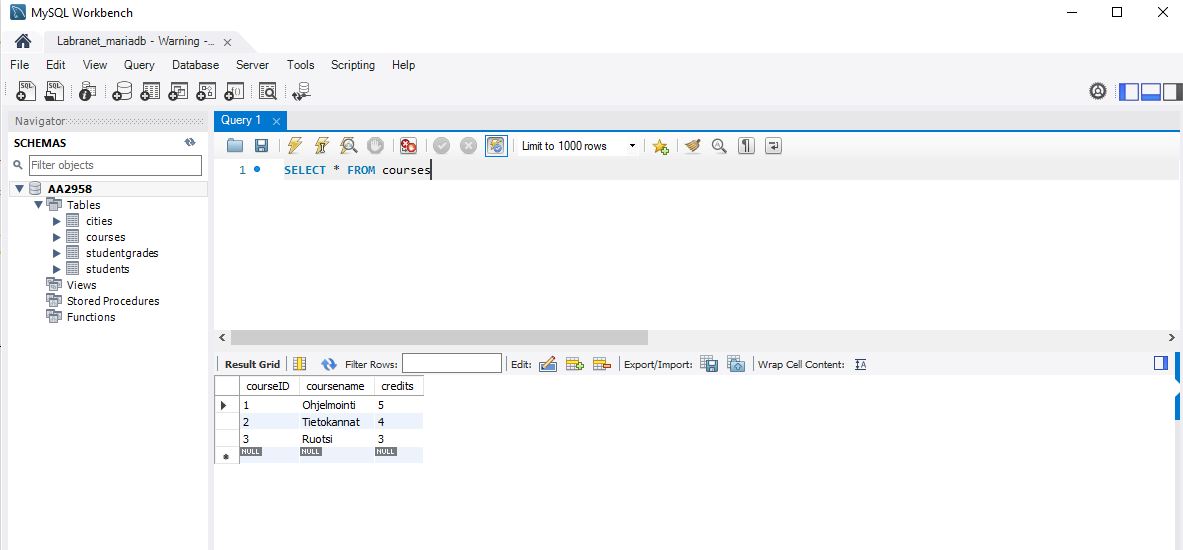 MySQL Workbench
Labranet_mariadb - Warning -...
File Edit View Query Database Server Tools Scripting Help
Navigator
SCHEMAS
Filter objects
AA2958
Tables
cities
courses
studentgrades
students
Views
Stored Procedures
Functions
Query 1
Limit to 1000 rows
1 SELECT * FROM courses
Result Grid Filter Rows: Edit: Export/Import: Wrap Cell Content:
courseID coursename credits
1 Ohjelmointi 5
2 Tietokannat 4
3 Ruotsi 3
NULL NULL NULL